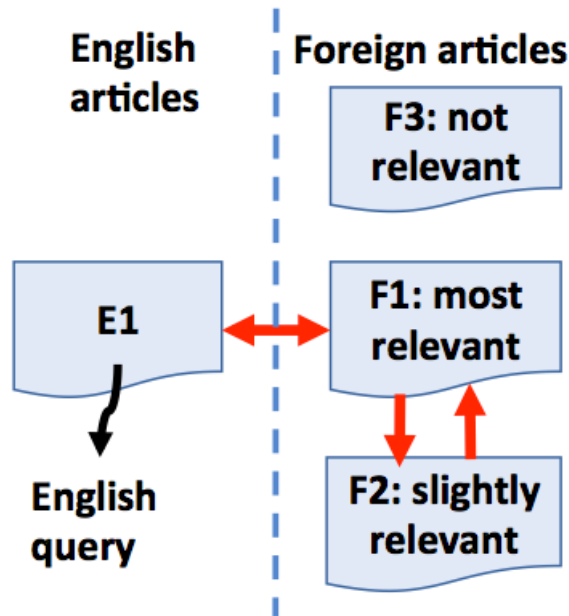 English
articles
Foreign articles
F3: not
relevant
E1
F1: most
relevant
English
query
F2: slightly
relevant